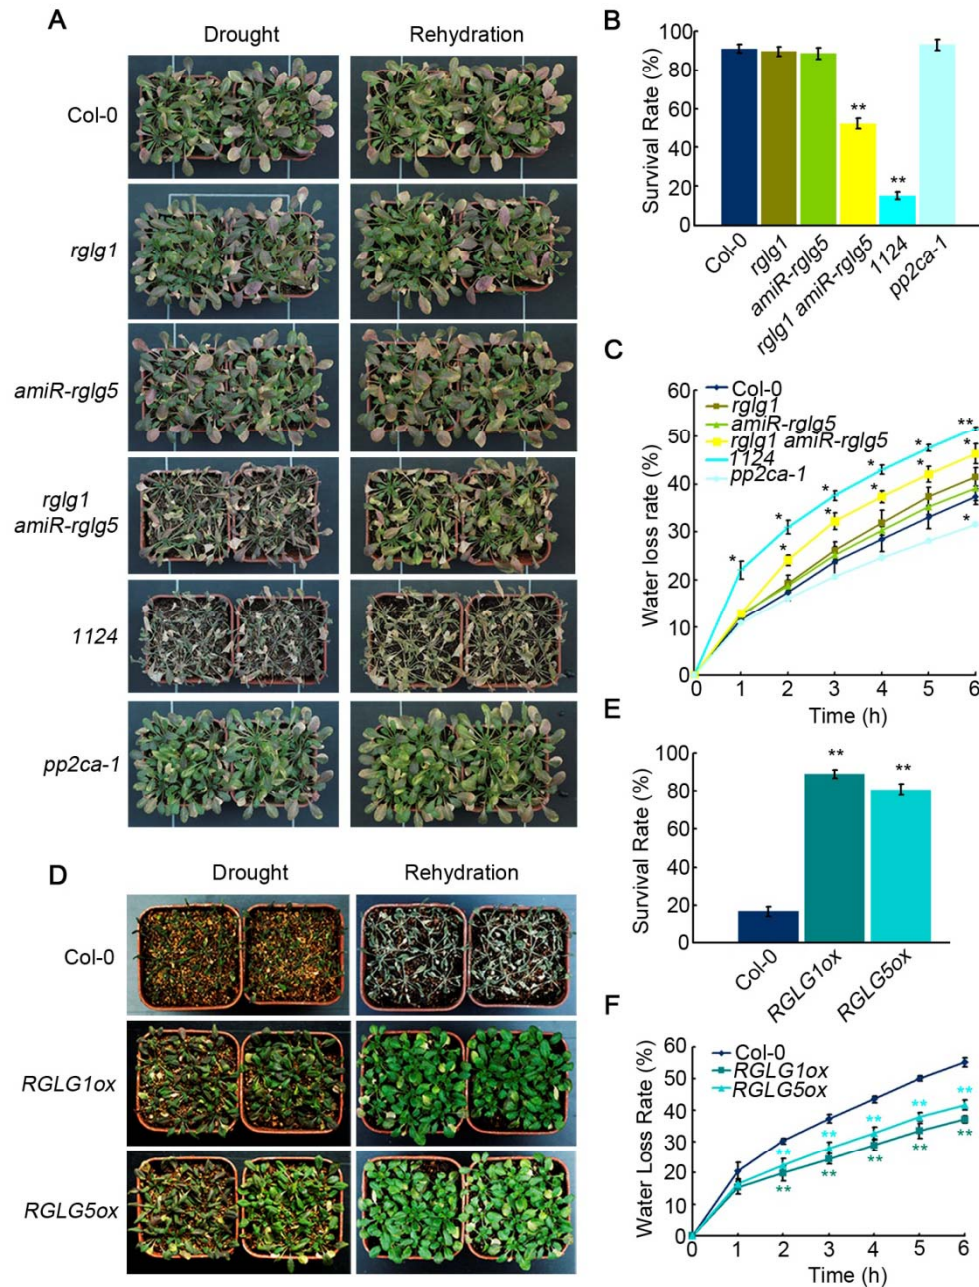 A
Drought Rehydration
Col-0
rglg1
amiR-rglg5
rglg1
amiR-rglg5
1124
pp2ca-1
B
Survival Rate (%)
100
80
60
40
20
0
**
**
Col-0
rglg1
amiR-rglg5
rglg1 amiR-rglg5
1124
pp2ca-1
C
Water loss rate (%)
60
50
40
30
20
10
0
Col-0
rglg1
amiR-rglg5
rglg1 amiR-rglg5
1124
pp2ca-1
* * * * * **
* * * * *
*
0 1 2 3 4 5 6
Time (h)
D
Drought Rehydration
Col-0
RGLG1ox
RGLG5ox
E
Survival Rate (%)
100
80
60
40
20
0
**
**
Col-0
RGLG1ox
RGLG5ox
F
Water Loss Rate (%)
60
50
40
30
20
10
0
Col-0
RGLG1ox
RGLG5ox
** ** ** ** **
** ** ** ** **
0 1 2 3 4 5 6
Time (h)